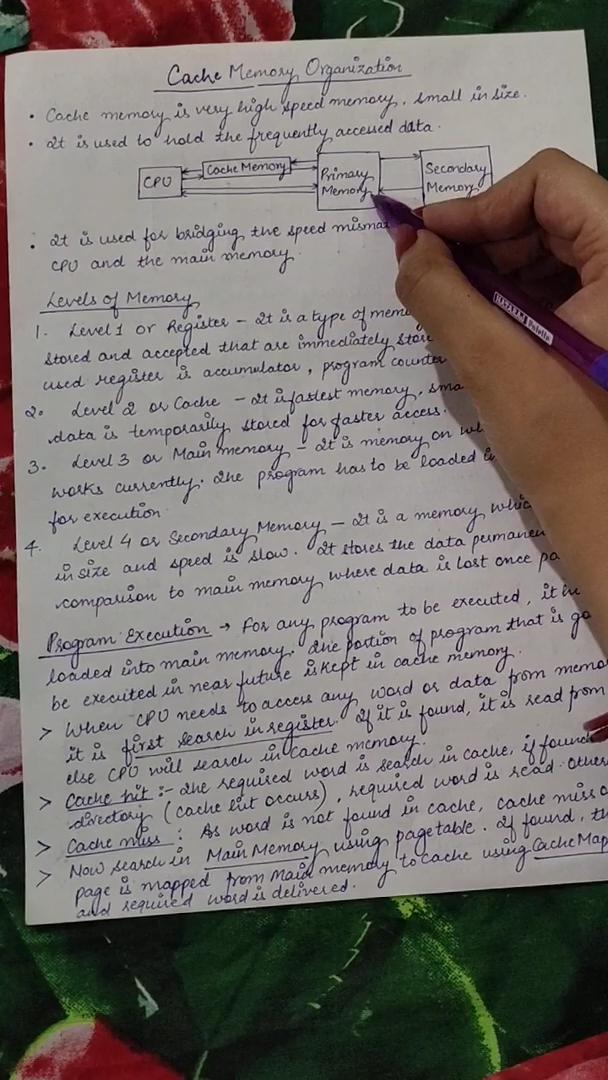 Cache Memory Organization
• Cache memory is very high speed memory, small in size.
• It is used to hold the frequently accessed data.
CPU
Cache Memory
Primary
Memory
Secondary
Memory
• It is used for bridging the speed
CPU and the main memory.
Levels of Memory
1. Level 1 or Register - It is a type of
stored and accepted that are immediately
used register is accumulator, program counter
2. Level 2 or Cache - It is fastest memory,
data is temporarily stored for faster access.
3. Level 3 or Main memory - It is memory on
works currently. The program has to be loaded
for execution.
4. Level 4 or Secondary Memory - It is a memory
in size and speed is slow. It stores the data
comparison to main memory where data is lost once
Program Execution → For any program to be executed, it
loaded into main memory. The portion of program that is
be executed in near future is kept in cache memory.
> When CPU needs to access any word or data from
it is first search in register. If it is found, it is read from
else CPU will search in cache memory.
> Cache hit :- The required word is search in cache, if found
directory (cache hit occurs), required word is read.
> Cache miss : As word is not found in cache, cache miss
> Now search in Main Memory using page table. If found,
page is mapped from main memory to cache using Cache
and required word is delivered.